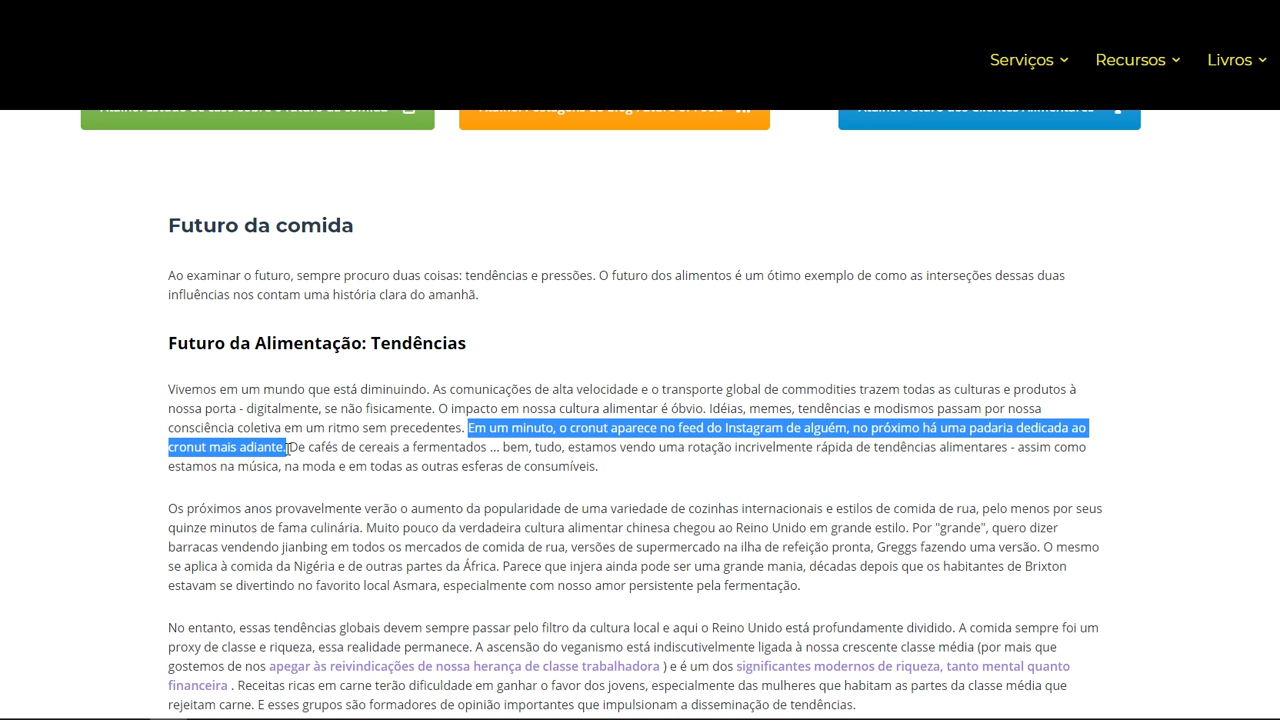 Serviços Recursos Livros
Futuro da comida
Ao examinar o futuro, sempre procuro duas coisas: tendências e pressões. O futuro dos alimentos é um ótimo exemplo de como as interseções dessas duas
influências nos contam uma história clara do amanhã.
Futuro da Alimentação: Tendências
Vivemos em um mundo que está diminuindo. As comunicações de alta velocidade e o transporte global de commodities trazem todas as culturas e produtos à
nossa porta - digitalmente, se não fisicamente. O impacto em nossa cultura alimentar é óbvio. Idéias, memes, tendências e modismos passam por nossa
consciência coletiva em um ritmo sem precedentes. Em um minuto, o cronut aparece no feed do Instagram de alguém, no próximo há uma padaria dedicada ao
cronut mais adiante. De cafés de cereais a fermentados ... bem, tudo, estamos vendo uma rotação incrivelmente rápida de tendências alimentares - assim como
estamos na música, na moda e em todas as outras esferas de consumíveis.
Os próximos anos provavelmente verão o aumento da popularidade de uma variedade de cozinhas internacionais e estilos de comida de rua, pelo menos por seus
quinze minutos de fama culinária. Muito pouco da verdadeira cultura alimentar chinesa chegou ao Reino Unido em grande estilo. Por "grande", quero dizer
barracas vendendo jianbing em todos os mercados de comida de rua, versões de supermercado na ilha de refeição pronta, Greggs fazendo uma versão. O mesmo
se aplica à comida da Nigéria e de outras partes da África. Parece que injera ainda pode ser uma grande mania, décadas depois que os habitantes de Brixton
estavam se divertindo no favorito local Asmara, especialmente com nosso amor persistente pela fermentação.
No entanto, essas tendências globais devem sempre passar pelo filtro da cultura local e aqui o Reino Unido está profundamente dividido. A comida sempre foi um
proxy de classe e riqueza, essa realidade permanece. A ascensão do veganismo está indiscutivelmente ligada à nossa crescente classe média (por mais que
gostemos de nos apegar às reivindicações de nossa herança de classe trabalhadora ) e é um dos significantes modernos de riqueza, tanto mental quanto
financeira . Receitas ricas em carne terão dificuldade em ganhar o favor dos jovens, especialmente das mulheres que habitam as partes da classe média que
rejeitam carne. E esses grupos são formadores de opinião importantes que impulsionam a disseminação de tendências.